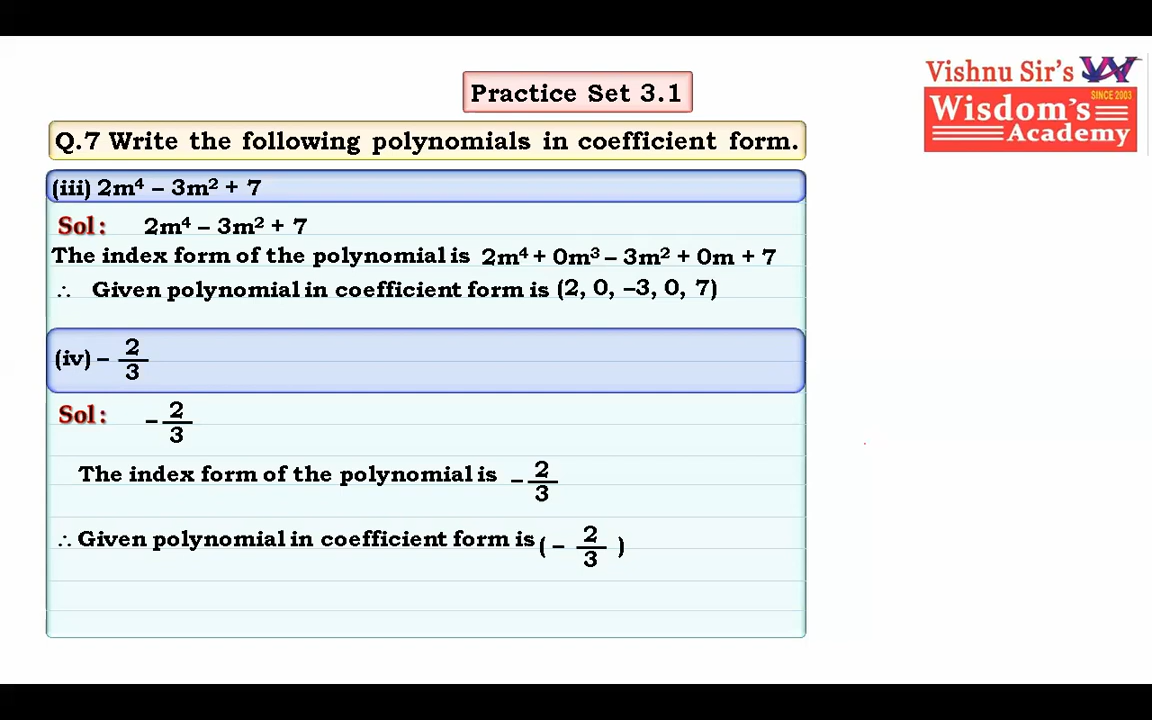 Practice Set 3.1
Vishnu Sir's
SINCE 2003
Wisdom's
Academy
Q.7 Write the following polynomials in coefficient form.
(iii) 2m⁴ – 3m² + 7
Sol: 2m⁴ – 3m² + 7
The index form of the polynomial is 2m⁴ + 0m³ – 3m² + 0m + 7
∴ Given polynomial in coefficient form is (2, 0, –3, 0, 7)
(iv) – 2/3
Sol: – 2/3
The index form of the polynomial is – 2/3
∴ Given polynomial in coefficient form is ( – 2/3 )